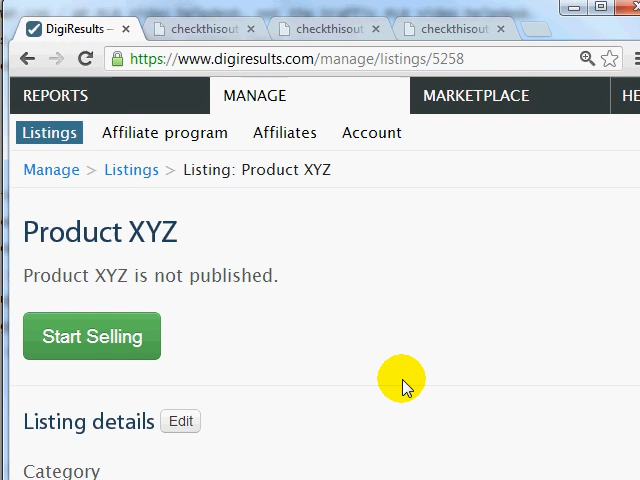 DigiResults –
checkthisout
checkthisout
checkthisout
https://www.digiresults.com/manage/listings/5258
REPORTS MANAGE MARKETPLACE HE
Listings Affiliate program Affiliates Account
Manage > Listings > Listing: Product XYZ
Product XYZ
Product XYZ is not published.
Start Selling
Listing details Edit
Category